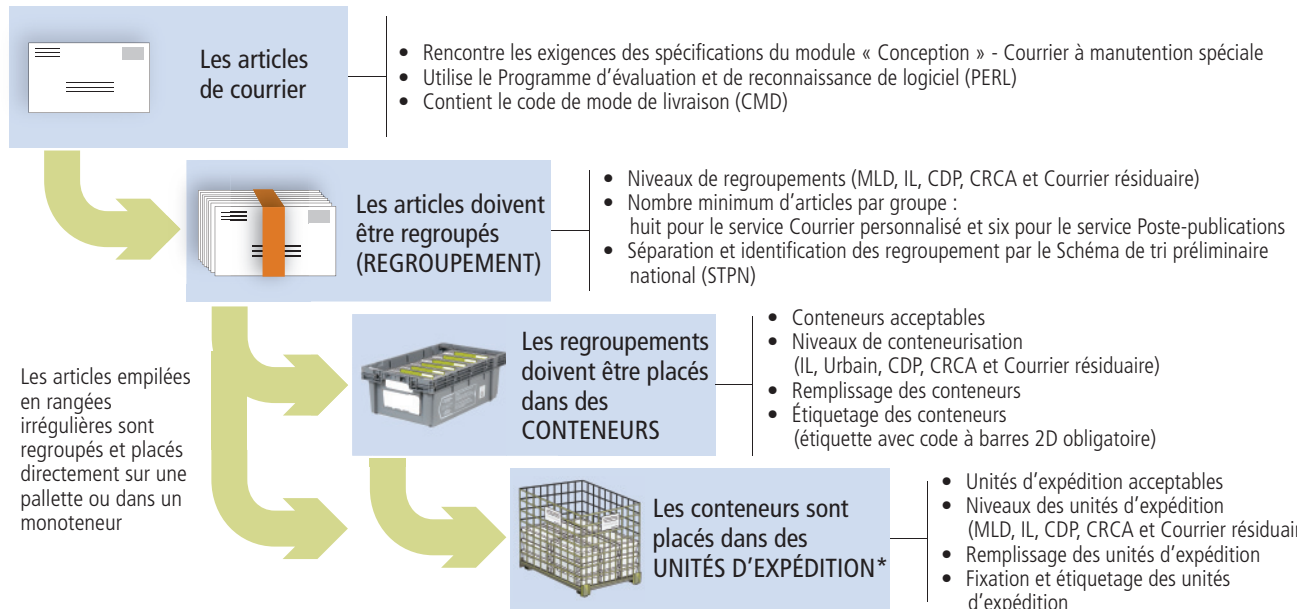 Les articles
de courrier
• Rencontre les exigences des spécifications du module « Conception » - Courrier à manutention spéciale
• Utilise le Programme d'évaluation et de reconnaissance de logiciel (PERL)
• Contient le code de mode de livraison (CMD)
Les articles doivent
être regroupés
(REGROUPEMENT)
• Niveaux de regroupements (MLD, IL, CDP, CRCA et Courrier résiduaire)
• Nombre minimum d'articles par groupe :
huit pour le service Courrier personnalisé et six pour le service Poste-publications
• Séparation et identification des regroupement par le Schéma de tri préliminaire
national (STPN)
Les articles empilées
en rangées
irrégulières sont
regroupés et placés
directement sur une
pallette ou dans un
monoteneur
Les regroupements
doivent être placés
dans des
CONTENEURS
• Conteneurs acceptables
• Niveaux de conteneurisation
(IL, Urbain, CDP, CRCA et Courrier résiduaire)
• Remplissage des conteneurs
• Étiquetage des conteneurs
(étiquette avec code à barres 2D obligatoire)
Les conteneurs sont
placés dans des
UNITÉS D'EXPÉDITION*
• Unités d'expédition acceptables
• Niveaux des unités d'expédition
(MLD, IL, CDP, CRCA et Courrier résiduai
• Remplissage des unités d'expédition
• Fixation et étiquetage des unités
d'expédition